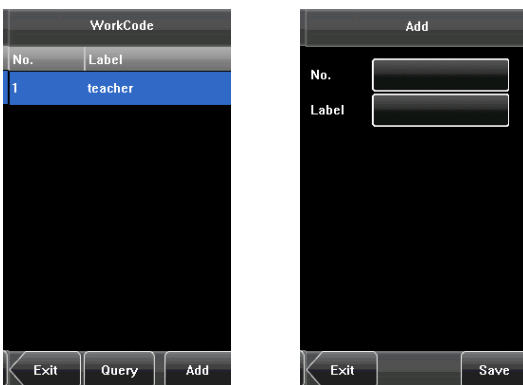 WorkCode
No. Label
1 teacher
Exit Query Add
Add
No.
Label
Exit Save